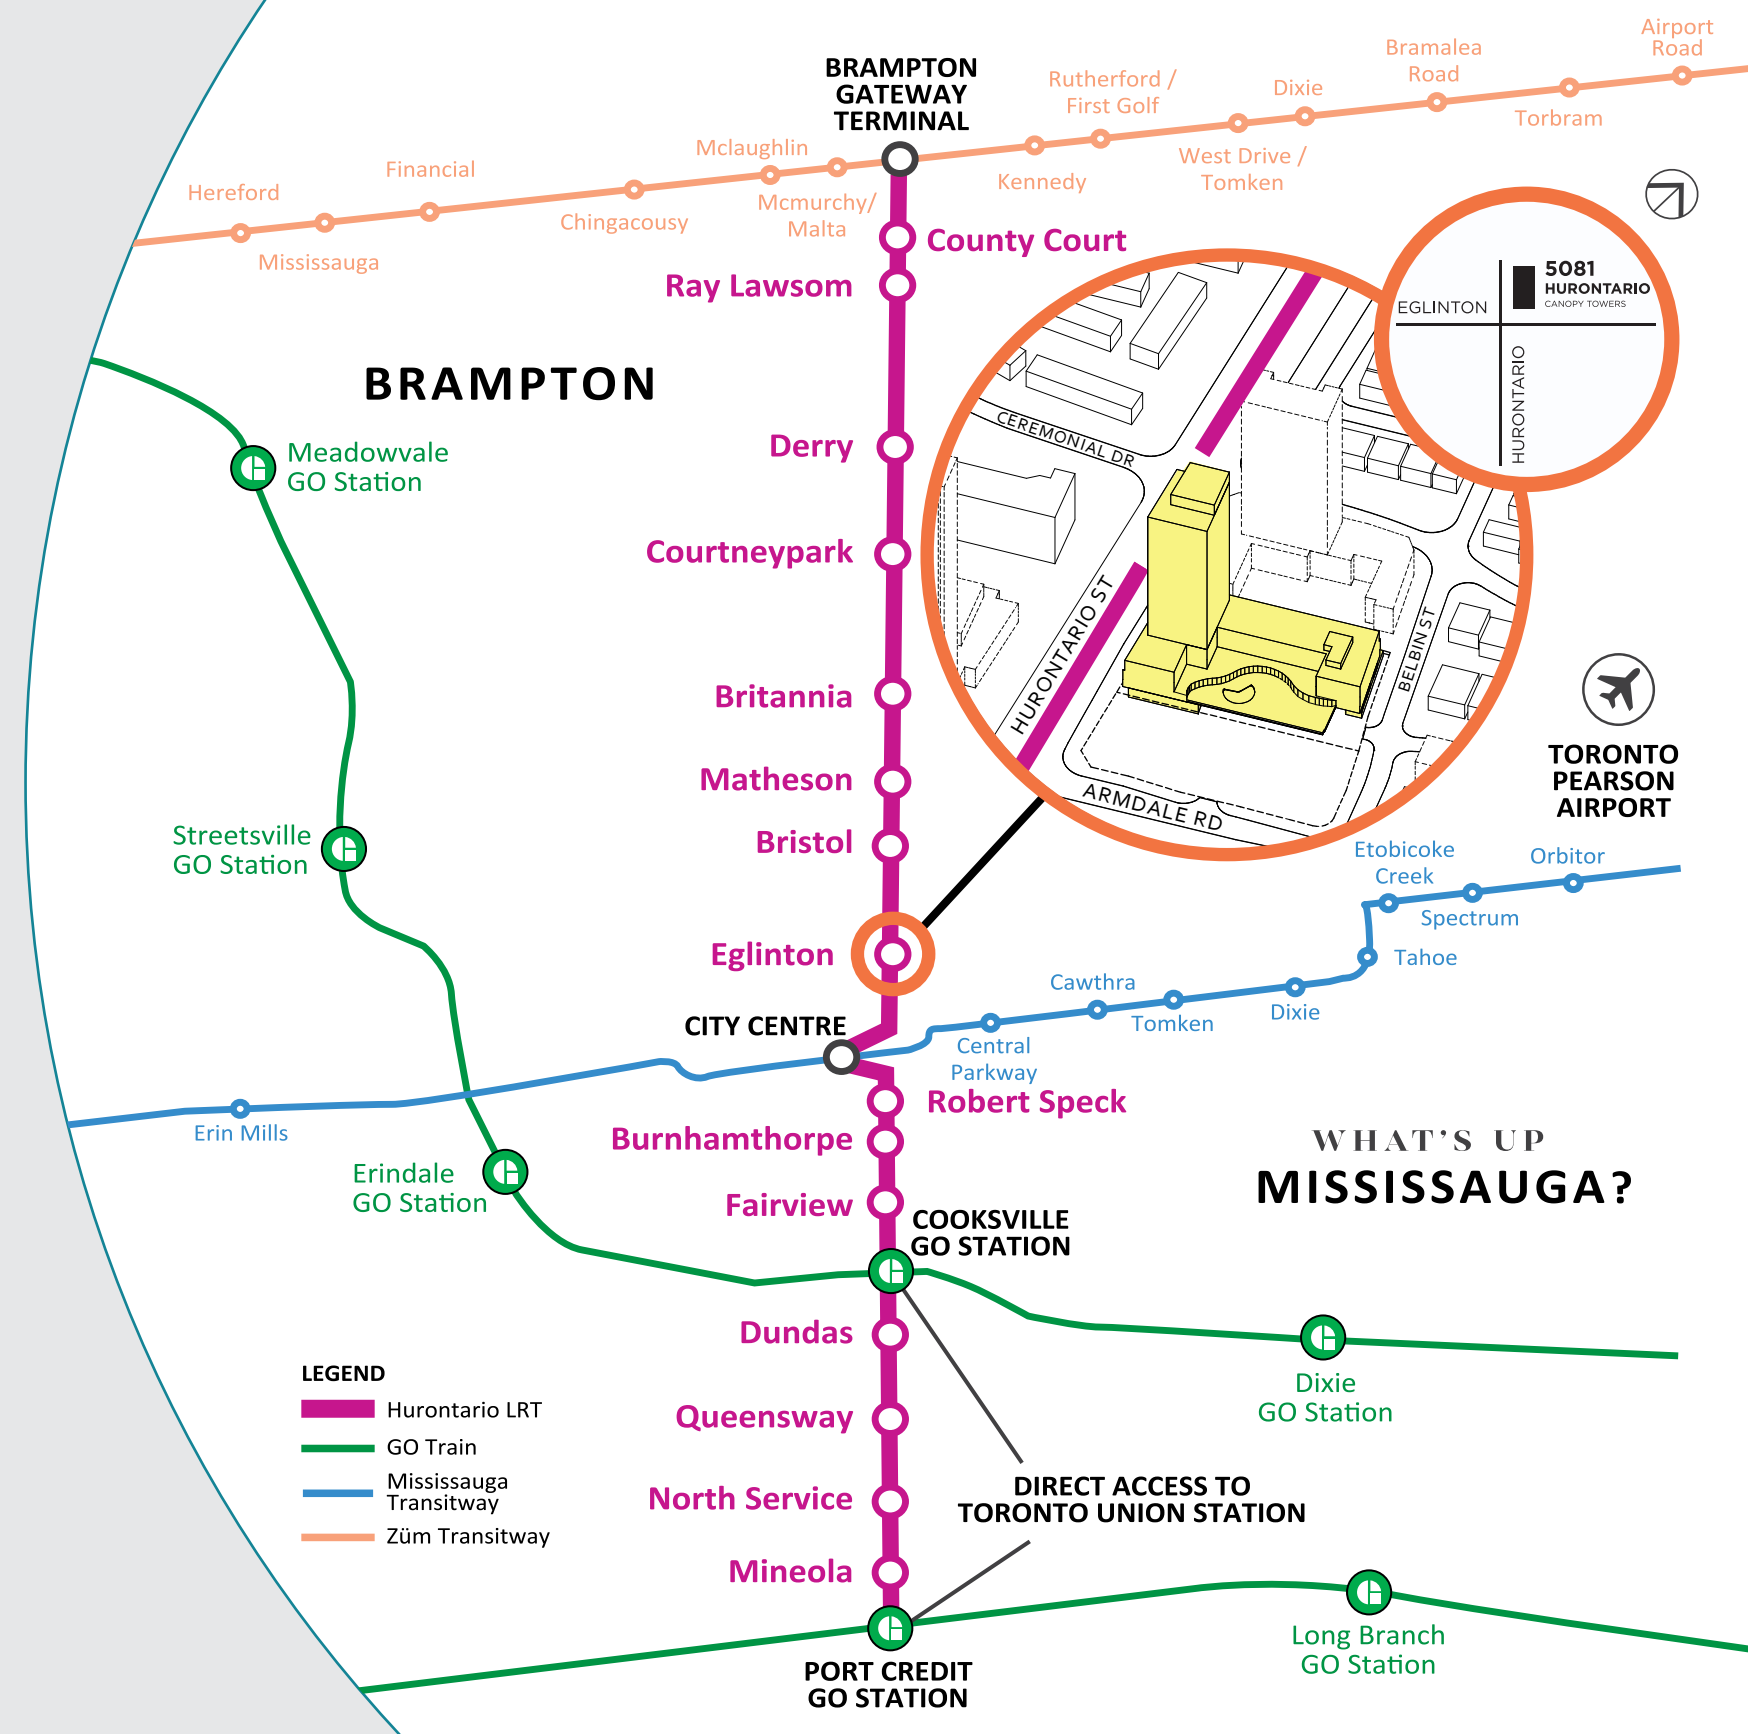 Airport
Road
Bramalea
Road
BRAMPTON
GATEWAY
TERMINAL
Rutherford /
First Golf
Dixie
Torbram
Mclaughlin
West Drive /
Tomken
Financial
Kennedy
Hereford
Mcmurchy/
Malta
Chingacousy
Mississauga
County Court
Ray Lawsom
5081
HURONTARIO
CANOPY TOWERS
EGLINTON
HURONTARIO
BRAMPTON
CEREMONIAL DR
Derry
Meadowvale
GO Station
Courtneypark
HURONTARIO ST
BELBIN ST
Britannia
TORONTO
PEARSON
AIRPORT
Matheson
ARMDALE RD
Streetsville
GO Station
Bristol
Etobicoke
Creek
Orbitor
Spectrum
Eglinton
Tahoe
Cawthra
Tomken
Dixie
CITY CENTRE
Central
Parkway
Robert Speck
Erin Mills
Burnhamthorpe
WHAT'S UP
MISSISSAUGA?
Erindale
GO Station
Fairview
COOKSVILLE
GO STATION
Dundas
Dixie
GO Station
LEGEND
Hurontario LRT
GO Train
Mississauga
Transitway
Züm Transitway
Queensway
DIRECT ACCESS TO
TORONTO UNION STATION
North Service
Mineola
Long Branch
GO Station
PORT CREDIT
GO STATION